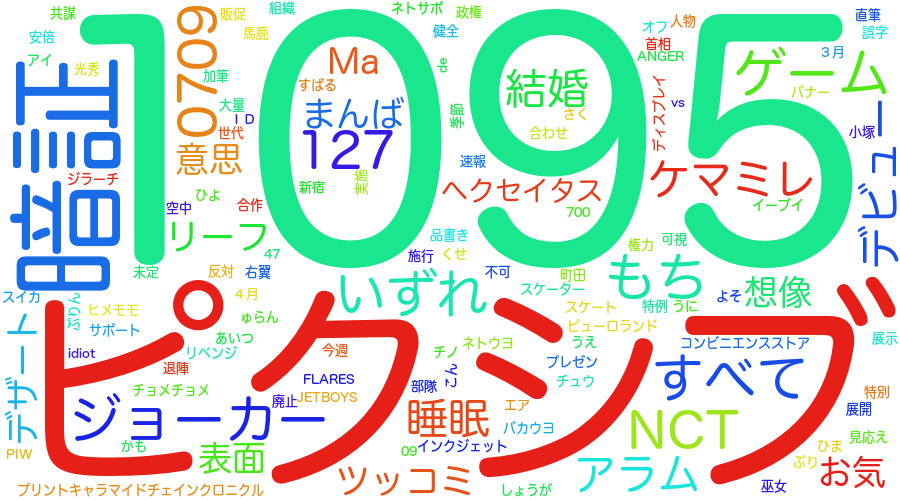 共謀
販促
組織
ネトサポ
政権
直筆
安倍
0709
馬鹿
1095
健全
オフ
人物
誤字
アイ
光秀
加筆
Ma
de
首相
ANGER
3月
ゲーム
暗証
大量
すばる
結婚
バナー
ID
まんば
季節
さく
ディスプレイ
vs
世代
127
合わせ
小塚
意思
速報
デビュー
ジラーチ
新宿
実施
ヘクセイタス
ケマミレ
ひよ
空中
合作
700
イーブイ
リーフ
品書き
47
くせ
権力
可視
施行
未定
反対
右翼
不可
町田
もち
スイカ
いずれ
スケーター
想像
4月
よそ
ぷりん
ヒメモモ
スケート
特例
うに
ピクシブ
サポート
ゅらん
ビューロランド
デザート
あいつ
うえ
コンビニエンスストア
展示
idiot
リベンジ
今週
チノ
ネトウヨ
退陣
プレゼン
すべて
FLARES
こん
チュウ
チョメチョメ
JETBOYS
部隊
特別
ジョーカー
廃止
睡眠
エア
展開
NCT
バカウヨ
かも
インクジェット
見応え
09
ひま
PIW
表面
ぶり
お気
ツッコミ
アラム
プリントキャラマイドチェインクロニクル
しょうが
巫女